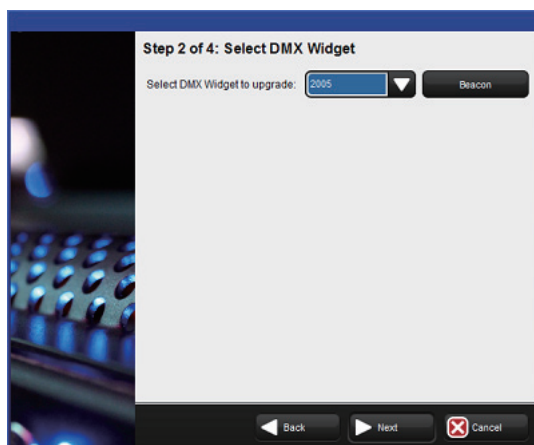 Step 2 of 4: Select DMX Widget
Select DMX Widget to upgrade: 2005 Beacon
Back Next Cancel